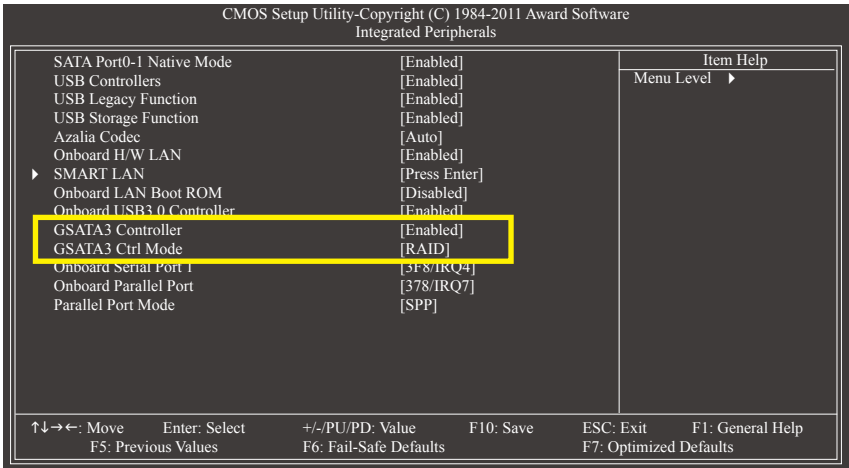 CMOS Setup Utility-Copyright (C) 1984-2011 Award Software
Integrated Peripherals
SATA Port0-1 Native Mode [Enabled]
USB Controllers [Enabled]
USB Legacy Function [Enabled]
USB Storage Function [Enabled]
Azalia Codec [Auto]
Onboard H/W LAN [Enabled]
SMART LAN [Press Enter]
Onboard LAN Boot ROM [Disabled]
Onboard USB3.0 Controller [Enabled]
GSATA3 Controller [Enabled]
GSATA3 Ctrl Mode [RAID]
Onboard Serial Port 1 [3F8/IRQ4]
Onboard Parallel Port [378/IRQ7]
Parallel Port Mode [SPP]
Item Help
Menu Level
↑↓→←: Move Enter: Select +/-/PU/PD: Value F10: Save ESC: Exit F1: General Help
F5: Previous Values F6: Fail-Safe Defaults F7: Optimized Defaults